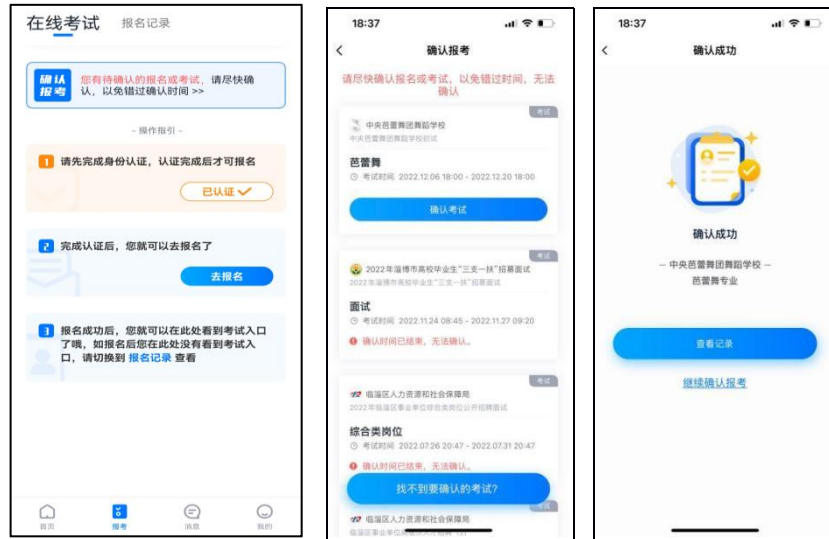 在线考试 报名记录
确认
报考
您有待确认的报名或考试，请尽快确
认，以免错过确认时间 >>
- 操作指引 -
1 请先完成身份认证，认证完成后才可报名
已认证
2 完成认证后，您就可以去报名了
去报名
3 报名成功后，您就可以在此处看到考试入口
了哦，如报名后您在此处没有看到考试入
口，请切换到 报名记录 查看
首页 报考 消息 我的
18:37
确认报考
请尽快确认报名或考试，以免错过时间，无法
确认
考试
中央芭蕾舞团舞蹈学校
中央芭蕾舞团舞蹈学校初试
芭蕾舞
考试时间 2022.12.06 18:00 - 2022.12.20 18:00
确认考试
考试
2022年淄博市高校毕业生“三支一扶”招募面试
2022年淄博市高校毕业生“三支一扶”招募面试
面试
考试时间 2022.11.24 08:45 - 2022.11.27 09:20
确认时间已结束，无法确认。
考试
临淄区人力资源和社会保障局
2022年临淄区事业单位综合类岗位公开招聘面试
综合类岗位
考试时间 2022.07.26 20:47 - 2022.07.31 20:47
确认时间已结束，无法确认。
找不到要确认的考试?
临淄区人力资源和社会保障局
18:37
确认成功
确认成功
— 中央芭蕾舞团舞蹈学校 —
芭蕾舞专业
查看记录
继续确认报考